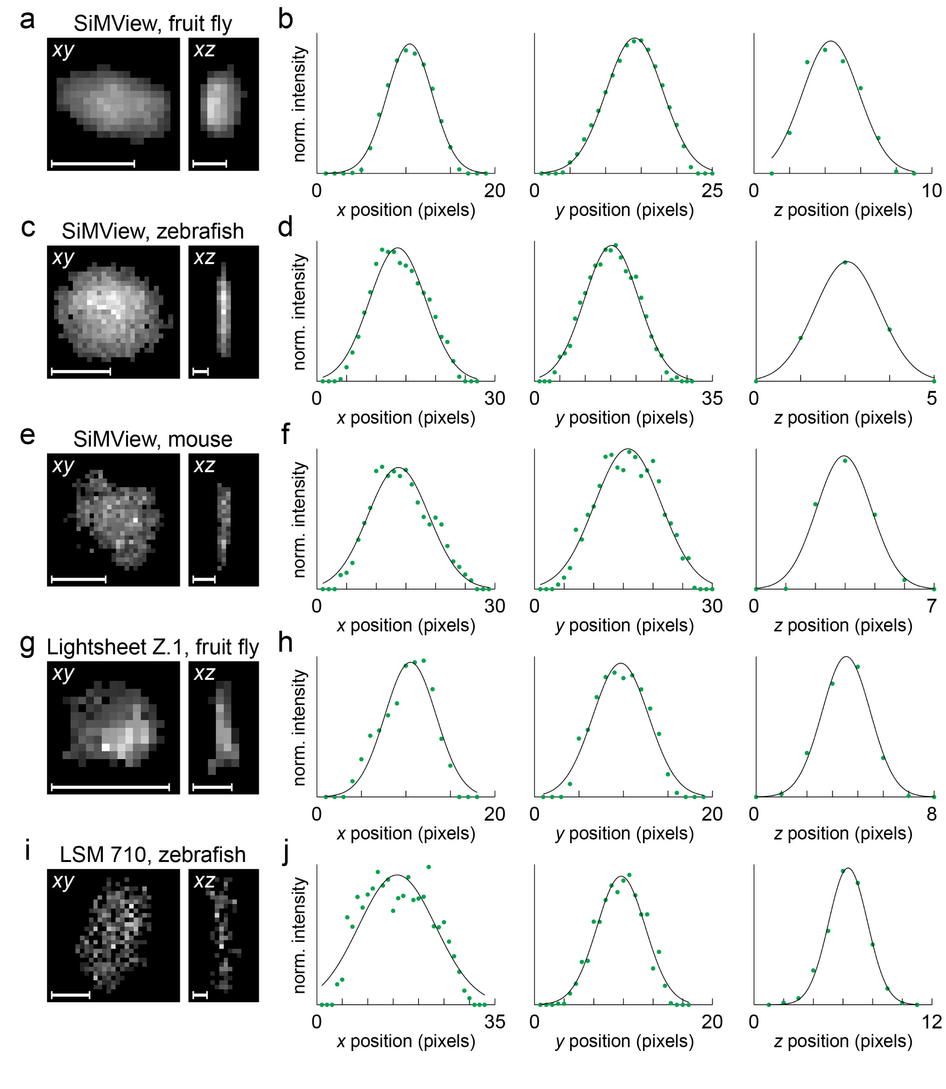 a
SiMView, fruit fly
xy
xz
b
norm. intensity
0
20
x position (pixels)
0
25
y position (pixels)
0
10
z position (pixels)
c
SiMView, zebrafish
xy
xz
d
norm. intensity
0
30
x position (pixels)
0
35
y position (pixels)
0
5
z position (pixels)
e
SiMView, mouse
xy
xz
f
norm. intensity
0
30
x position (pixels)
0
30
y position (pixels)
0
7
z position (pixels)
g
Lightsheet Z.1, fruit fly
xy
xz
h
norm. intensity
0
20
x position (pixels)
0
20
y position (pixels)
0
8
z position (pixels)
i
LSM 710, zebrafish
xy
xz
j
norm. intensity
0
35
x position (pixels)
0
20
y position (pixels)
0
12
z position (pixels)